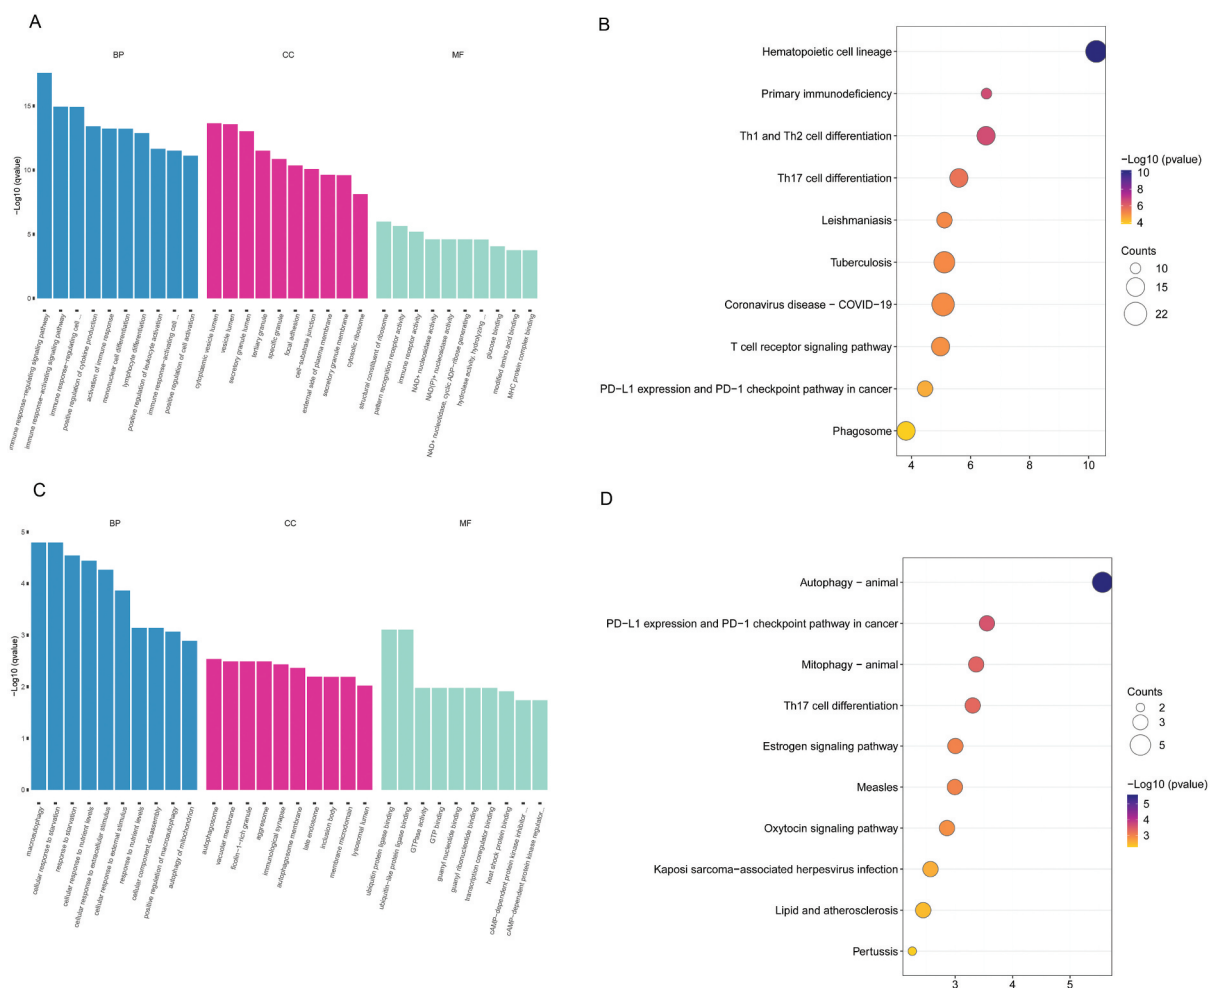 A
BP
CC
MF
−Log10 (qvalue)
15
10
5
0
immune response−regulating signaling pathway
immune response−activating signaling pathway
immune response−regulating cell ...
positive regulation of cytokine production
activation of immune response
mononuclear cell differentiation
lymphocyte differentiation
positive regulation of leukocyte activation
immune response−activating cell ...
positive regulation of cell activation
cytoplasmic vesicle lumen
vesicle lumen
secretory granule lumen
tertiary granule
specific granule
focal adhesion
cell−substrate junction
external side of plasma membrane
secretory granule membrane
cytosolic ribosome
structural constituent of ribosome
pattern recognition receptor activity
immune receptor activity
NAD+ nucleosidase activity
NAD(P)+ nucleosidase activity
NAD+ nucleotidase, cyclic ADP−ribose generating
hydrolase activity, hydrolyzing ...
glucose binding
modified amino acid binding
MHC protein complex binding
B
Hematopoietic cell lineage
Primary immunodeficiency
Th1 and Th2 cell differentiation
Th17 cell differentiation
Leishmaniasis
Tuberculosis
Coronavirus disease − COVID−19
T cell receptor signaling pathway
PD−L1 expression and PD−1 checkpoint pathway in cancer
Phagosome
4 6 8 10
−Log10 (pvalue)
10
8
6
4
Counts
10
15
22
C
BP
CC
MF
−Log10 (qvalue)
5
4
3
2
1
0
macroautophagy
cellular response to starvation
response to starvation
cellular response to nutrient levels
cellular response to extracellular stimulus
cellular response to external stimulus
response to nutrient levels
cellular component disassembly
positive regulation of macroautophagy
autophagy of mitochondrion
autophagosome
vacuolar membrane
ficolin−1−rich granule
aggresome
immunological synapse
autophagosome membrane
late endosome
inclusion body
membrane microdomain
lysosomal lumen
ubiquitin protein ligase binding
ubiquitin−like protein ligase binding
GTPase activity
GTP binding
guanyl nucleotide binding
guanyl ribonucleotide binding
transcription coregulator binding
heat shock protein binding
cAMP−dependent protein kinase inhibitor ...
cAMP−dependent protein kinase regulator...
D
Autophagy − animal
PD−L1 expression and PD−1 checkpoint pathway in cancer
Mitophagy − animal
Th17 cell differentiation
Estrogen signaling pathway
Measles
Oxytocin signaling pathway
Kaposi sarcoma−associated herpesvirus infection
Lipid and atherosclerosis
Pertussis
3 4 5
Counts
2
3
5
−Log10 (pvalue)
5
4
3